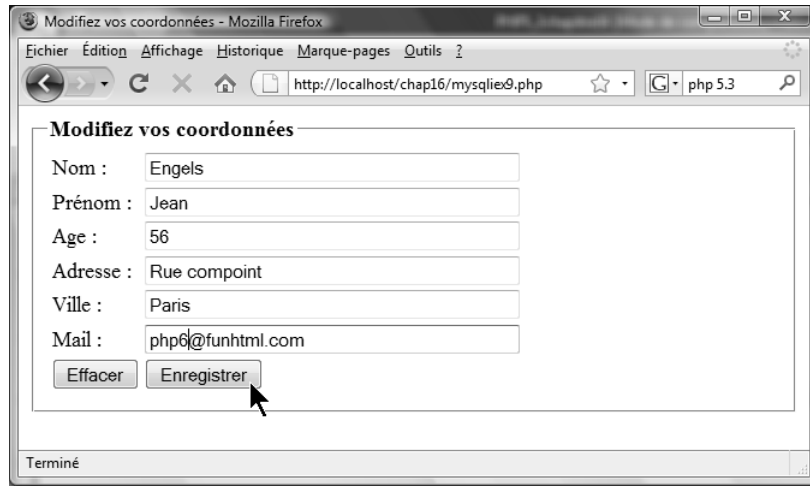 Modifiez vos coordonnées - Mozilla Firefox
Fichier Édition Affichage Historique Marque-pages Outils ?
http://localhost/chap16/mysqliex9.php G php 5.3
Modifiez vos coordonnées
Nom : Engels
Prénom : Jean
Age : 56
Adresse : Rue compoint
Ville : Paris
Mail : php6@funhtml.com
Effacer Enregistrer
Terminé